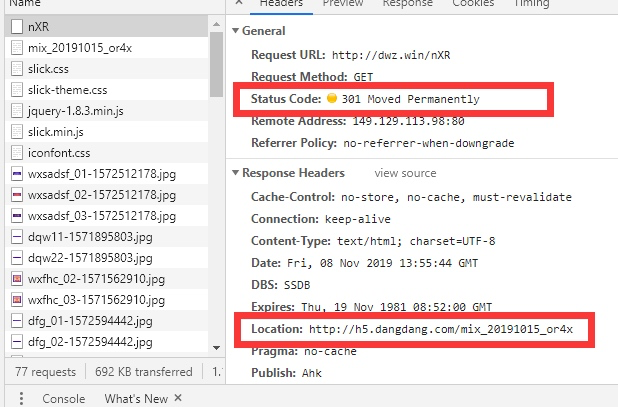 Name
Headers
Preview
Response
Cookies
Timing
nXR
mix_20191015_or4x
slick.css
slick-theme.css
jquery-1.8.3.min.js
slick.min.js
iconfont.css
wxsadsf_01-1572512178.jpg
wxsadsf_02-1572512178.jpg
wxsadsf_03-1572512178.jpg
dqw11-1571895803.jpg
dqw22-1571895803.jpg
wxfhc_02-1571562910.jpg
wxfhc_03-1571562910.jpg
dfg_01-1572594442.jpg
dfg_02-1572594442.jpg
77 requests
692 KB transferred
1.
General
Request URL: http://dwz.win/nXR
Request Method: GET
Status Code: 301 Moved Permanently
Remote Address: 149.129.113.98:80
Referrer Policy: no-referrer-when-downgrade
Response Headers view source
Cache-Control: no-store, no-cache, must-revalidate
Connection: keep-alive
Content-Type: text/html; charset=UTF-8
Date: Fri, 08 Nov 2019 13:55:44 GMT
DBS: SSDB
Expires: Thu, 19 Nov 1981 08:52:00 GMT
Location: http://h5.dangdang.com/mix_20191015_or4x
Pragma: no-cache
Publish: Ahk
Console
What's New